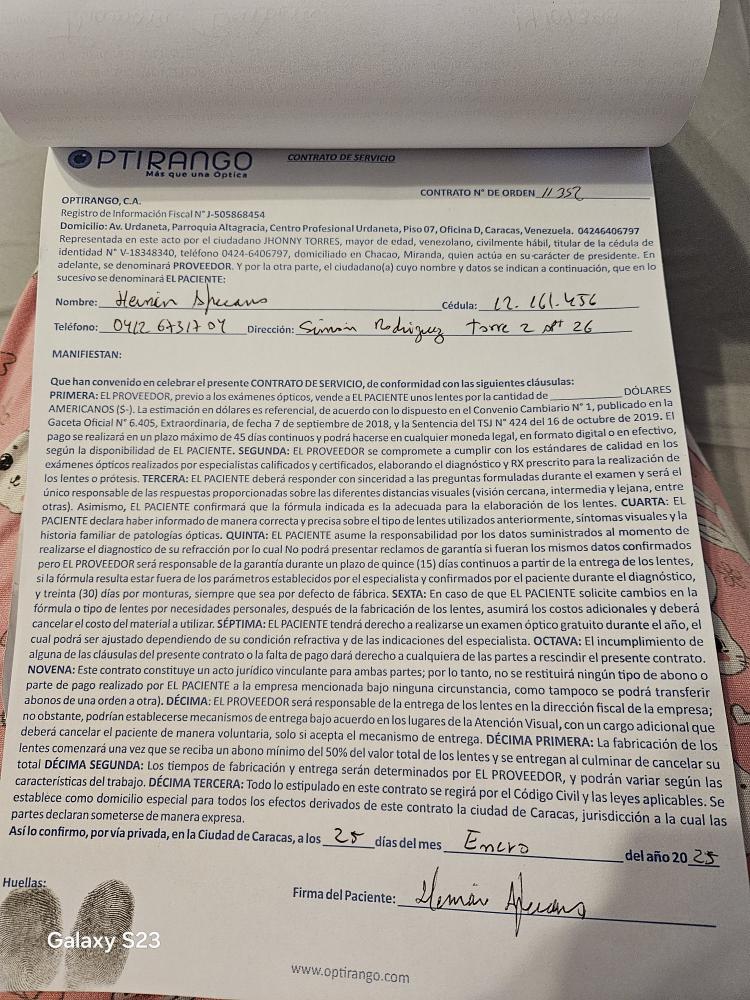 OPTIRANGO
Más que una Óptica
CONTRATO DE SERVICIO
CONTRATO N° DE ORDEN 11352
OPTIRANGO, C.A.
Registro de Información Fiscal N° J-505868454
Domicilio: Av. Urdaneta, Parroquia Altagracia, Centro Profesional Urdaneta, Piso 07, Oficina D, Caracas, Venezuela. 04246406797
Representada en este acto por el ciudadano JHONNY TORRES, mayor de edad, venezolano, civilmente hábil, titular de la cédula de
identidad N° V-18348340, teléfono 0424-6406797, domiciliado en Chacao, Miranda, quien actúa en su carácter de presidente. En
adelante, se denominará PROVEEDOR. Y por la otra parte, el ciudadano(a) cuyo nombre y datos se indican a continuación, que en lo
sucesivo se denominará EL PACIENTE:
Nombre: Hernán Cédula: 12.161.456
Teléfono: 0412 6731704 Dirección: Simón Rodríguez torre 2 apt 26
MANIFIESTAN:
Que han convenido en celebrar el presente CONTRATO DE SERVICIO, de conformidad con las siguientes cláusulas:
PRIMERA: EL PROVEEDOR, previo a los exámenes ópticos, vende a EL PACIENTE unos lentes por la cantidad de DÓLARES
AMERICANOS ($-). La estimación en dólares es referencial, de acuerdo con lo dispuesto en el Convenio Cambiario N° 1, publicado en la
Gaceta Oficial N° 6.405, Extraordinaria, de fecha 7 de septiembre de 2018, y la Sentencia del TSJ N° 424 del 16 de octubre de 2019. El
pago se realizará en un plazo máximo de 45 días continuos y podrá hacerse en cualquier moneda legal, en formato digital o en efectivo,
según la disponibilidad de EL PACIENTE. SEGUNDA: EL PROVEEDOR se compromete a cumplir con los estándares de calidad en los
exámenes ópticos realizados por especialistas calificados y certificados, elaborando el diagnóstico y RX prescrito para la realización de
los lentes o prótesis. TERCERA: EL PACIENTE deberá responder con sinceridad a las preguntas formuladas durante el examen y será el
único responsable de las respuestas proporcionadas sobre las diferentes distancias visuales (visión cercana, intermedia y lejana, entre
otras). Asimismo, EL PACIENTE confirmará que la fórmula indicada es la adecuada para la elaboración de los lentes. CUARTA: EL
PACIENTE declara haber informado de manera correcta y precisa sobre el tipo de lentes utilizados anteriormente, síntomas visuales y la
historia familiar de patologías ópticas. QUINTA: EL PACIENTE asume la responsabilidad por los datos suministrados al momento de
realizarse el diagnostico de su refracción por lo cual No podrá presentar reclamos de garantía si fueran los mismos datos confirmados
pero EL PROVEEDOR será responsable de la garantía durante un plazo de quince (15) días continuos a partir de la entrega de los lentes,
si la fórmula resulta estar fuera de los parámetros establecidos por el especialista y confirmados por el paciente durante el diagnóstico,
y treinta (30) días por monturas, siempre que sea por defecto de fábrica. SEXTA: En caso de que EL PACIENTE solicite cambios en la
fórmula o tipo de lentes por necesidades personales, después de la fabricación de los lentes, asumirá los costos adicionales y deberá
cancelar el costo del material a utilizar. SÉPTIMA: EL PACIENTE tendrá derecho a realizarse un examen óptico gratuito durante el año, el
cual podrá ser ajustado dependiendo de su condición refractiva y de las indicaciones del especialista. OCTAVA: El incumplimiento de
alguna de las cláusulas del presente contrato o la falta de pago dará derecho a cualquiera de las partes a rescindir el presente contrato.
NOVENA: Este contrato constituye un acto jurídico vinculante para ambas partes; por lo tanto, no se restituirá ningún tipo de abono o
parte de pago realizado por EL PACIENTE a la empresa mencionada bajo ninguna circunstancia, como tampoco se podrá transferir
abonos de una orden a otra). DÉCIMA: EL PROVEEDOR será responsable de la entrega de los lentes en la dirección fiscal de la empresa;
no obstante, podrían establecerse mecanismos de entrega bajo acuerdo en los lugares de la Atención Visual, con un cargo adicional que
deberá cancelar el paciente de manera voluntaria, solo si acepta el mecanismo de entrega. DÉCIMA PRIMERA: La fabricación de los
lentes comenzará una vez que se reciba un abono mínimo del 50% del valor total de los lentes y se entregan al culminar de cancelar su
total DÉCIMA SEGUNDA: Los tiempos de fabricación y entrega serán determinados por EL PROVEEDOR, y podrán variar según las
características del trabajo. DÉCIMA TERCERA: Todo lo estipulado en este contrato se regirá por el Código Civil y las leyes aplicables. Se
establece como domicilio especial para todos los efectos derivados de este contrato la ciudad de Caracas, jurisdicción a la cual las
partes declaran someterse de manera expresa.
Así lo confirmo, por vía privada, en la Ciudad de Caracas, a los 25 días del mes Enero del año 20 25
Huellas:
Firma del Paciente: Hernán
Galaxy S23
www.optirango.com